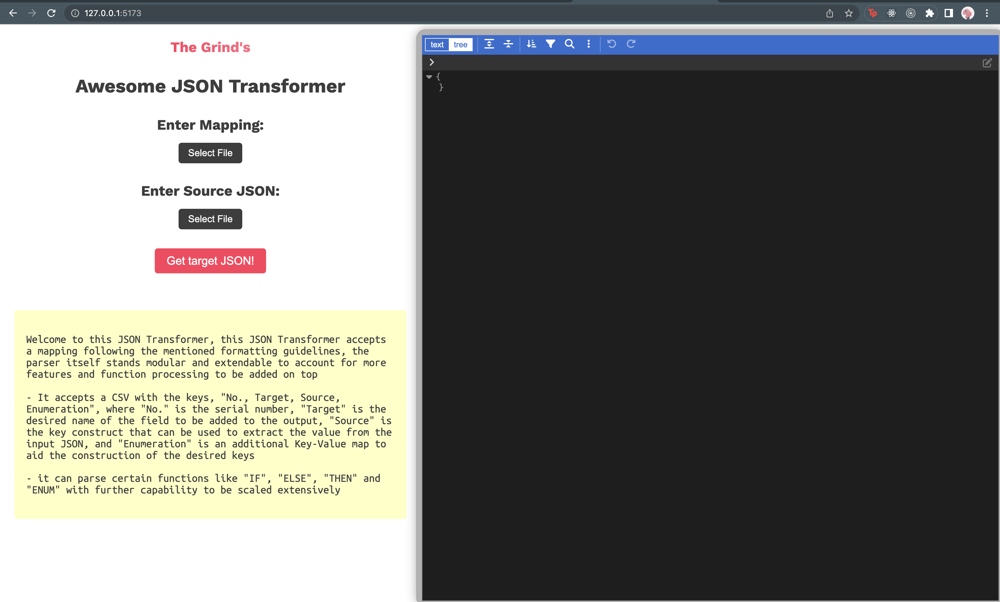 127.0.0.1:5173
Tp
The Grind's
Awesome JSON Transformer
Enter Mapping:
Select File
Enter Source JSON:
Select File
Get target JSON!
Welcome to this JSON Transformer, this JSON Transformer accepts
a mapping following the mentioned formatting guidelines, the
parser itself stands modular and extendable to account for more
features and function processing to be added on top
- It accepts a CSV with the keys, "No., Target, Source,
Enumeration", where "No." is the serial number, "Target" is the
desired name of the field to be added to the output, "Source" is
the key construct that can be used to extract the value from the
input JSON, and "Enumeration" is an additional Key-Value map to
aid the construction of the desired keys
- it can parse certain functions like "IF", "ELSE", "THEN" and
"ENUM" with further capability to be scaled extensively
text tree
{
}